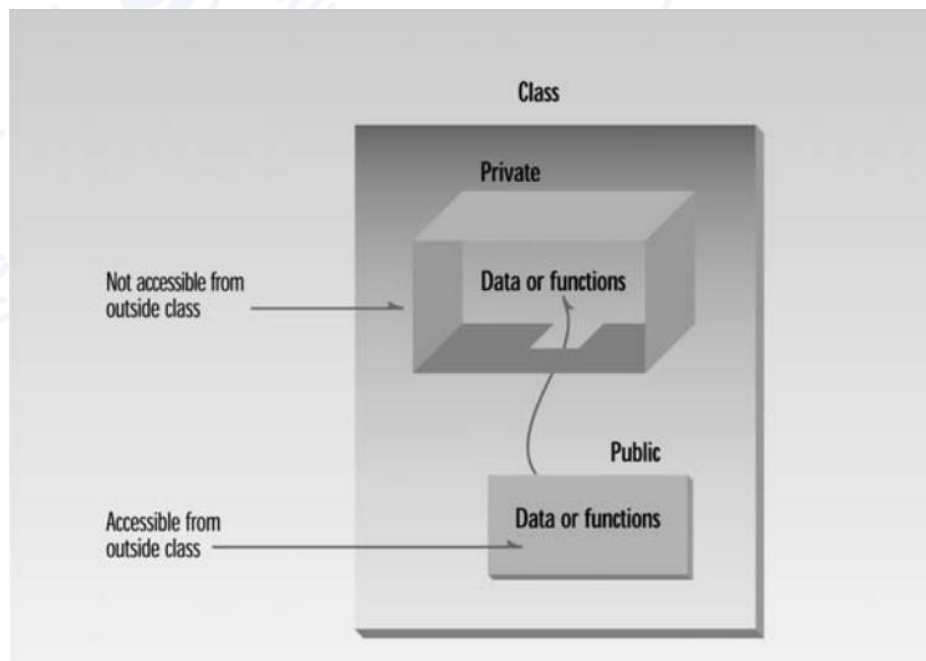 Class
Private
Data or functions
Not accessible from
outside class
Public
Data or functions
Accessible from
outside class